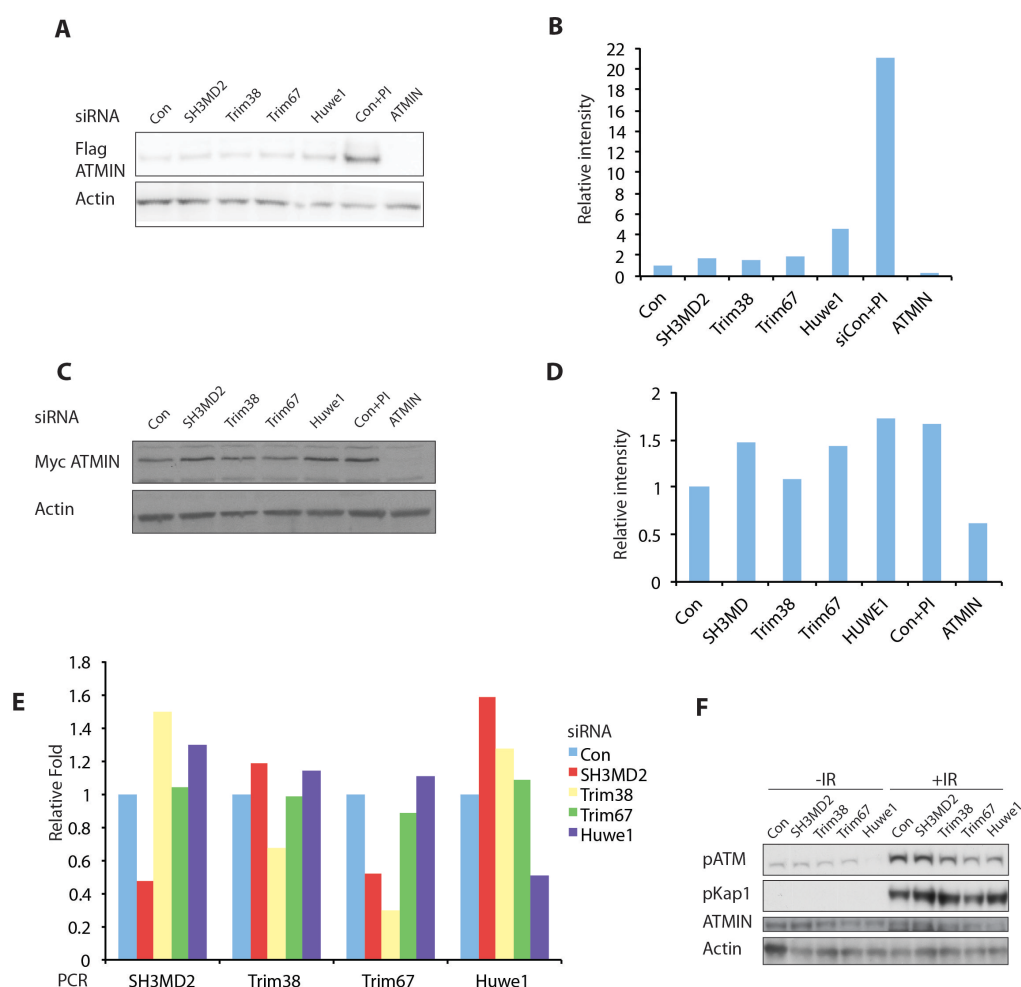 A
siRNA
Con SH3MD2 Trim38 Trim67 Huwe1 Con+PI ATMIN
Flag
ATMIN
Actin
B
Relative intensity
22
20
18
16
14
12
10
8
6
4
2
0
Con SH3MD2 Trim38 Trim67 Huwe1 siCon+PI ATMIN
C
siRNA
Con SH3MD2 Trim38 Trim67 Huwe1 Con+PI ATMIN
Myc ATMIN
Actin
D
Relative intensity
2
1.5
1
0.5
0
Con SH3MD Trim38 Trim67 HUWE1 Con+PI ATMIN
E
Relative Fold
1.8
1.6
1.4
1.2
1
0.8
0.6
0.4
0.2
0
PCR SH3MD2 Trim38 Trim67 Huwe1
siRNA
Con
SH3MD2
Trim38
Trim67
Huwe1
F
-IR +IR
Con SH3MD2 Trim38 Trim67 Huwe1 Con SH3MD2 Trim38 Trim67 Huwe1
pATM
pKap1
ATMIN
Actin